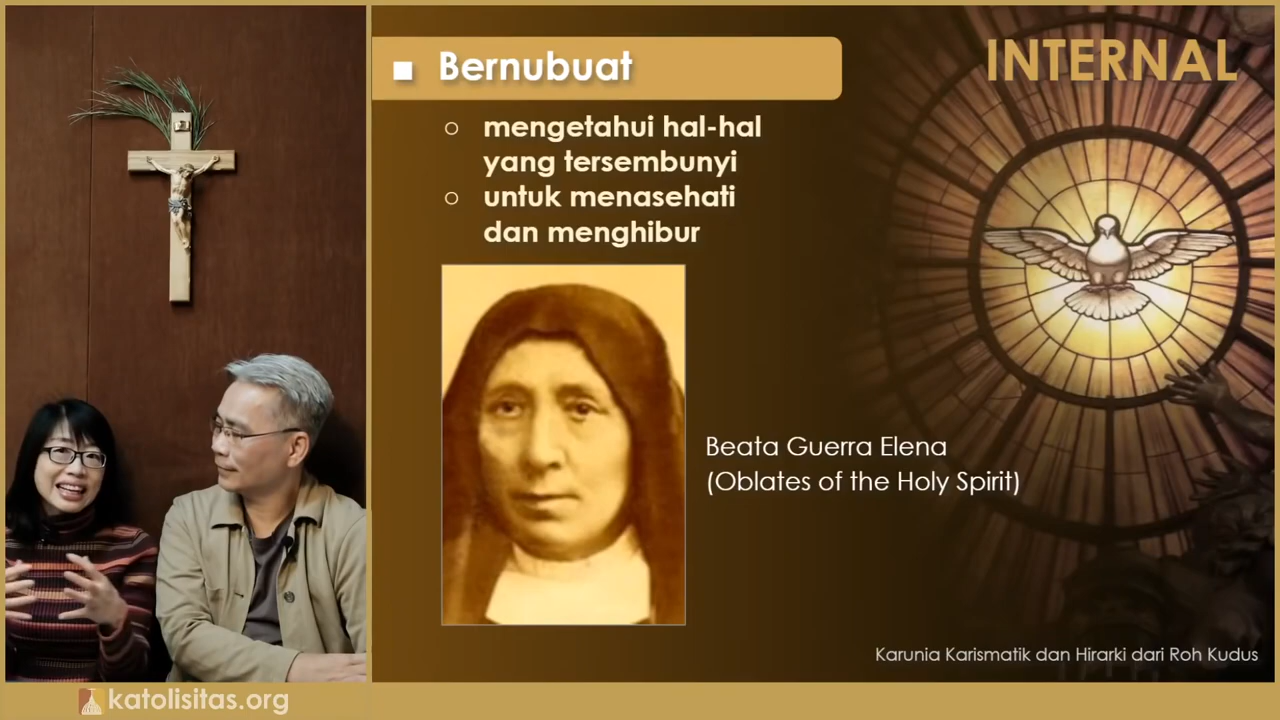 INTERNAL
Bernubuat
mengetahui hal-hal
yang tersembunyi
untuk menasehati
dan menghibur
Beata Guerra Elena
(Oblates of the Holy Spirit)
Karunia Karismatik dan Hirarki dari Roh Kudus
katolisitas.org